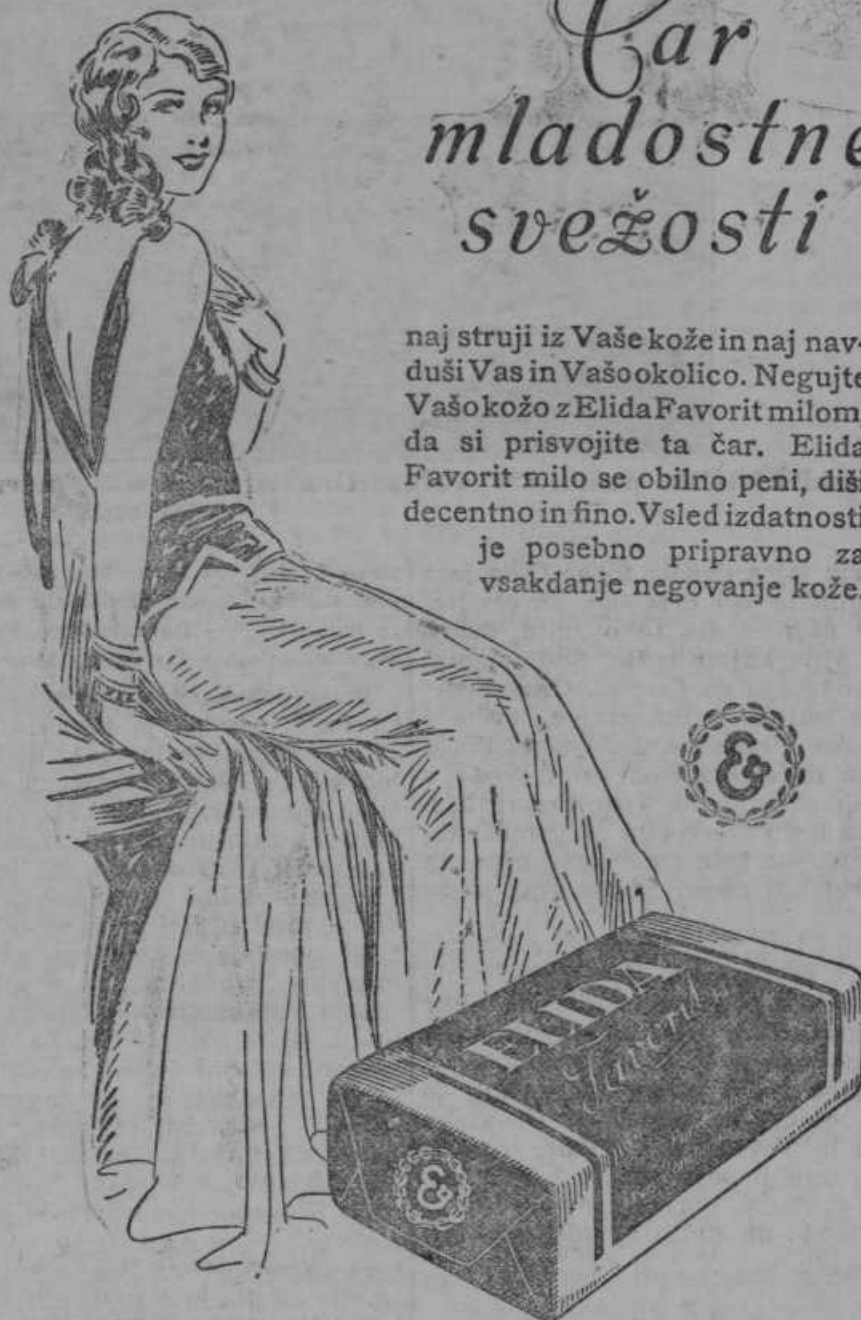 Čar
mladostne
svežosti
naj struji iz Vaše kože in naj nav-
duši Vas in Vašo okolico. Negujte
Vašo kožo z Elida Favorit milom,
da si prisvojite ta čar. Elida
Favorit milo se obilno peni, diši
decentno in fino. Vsled izdatnosti
je posebno pripravno za
vsakdanje negovanje kože.
&
ELIDA
Favorit
&